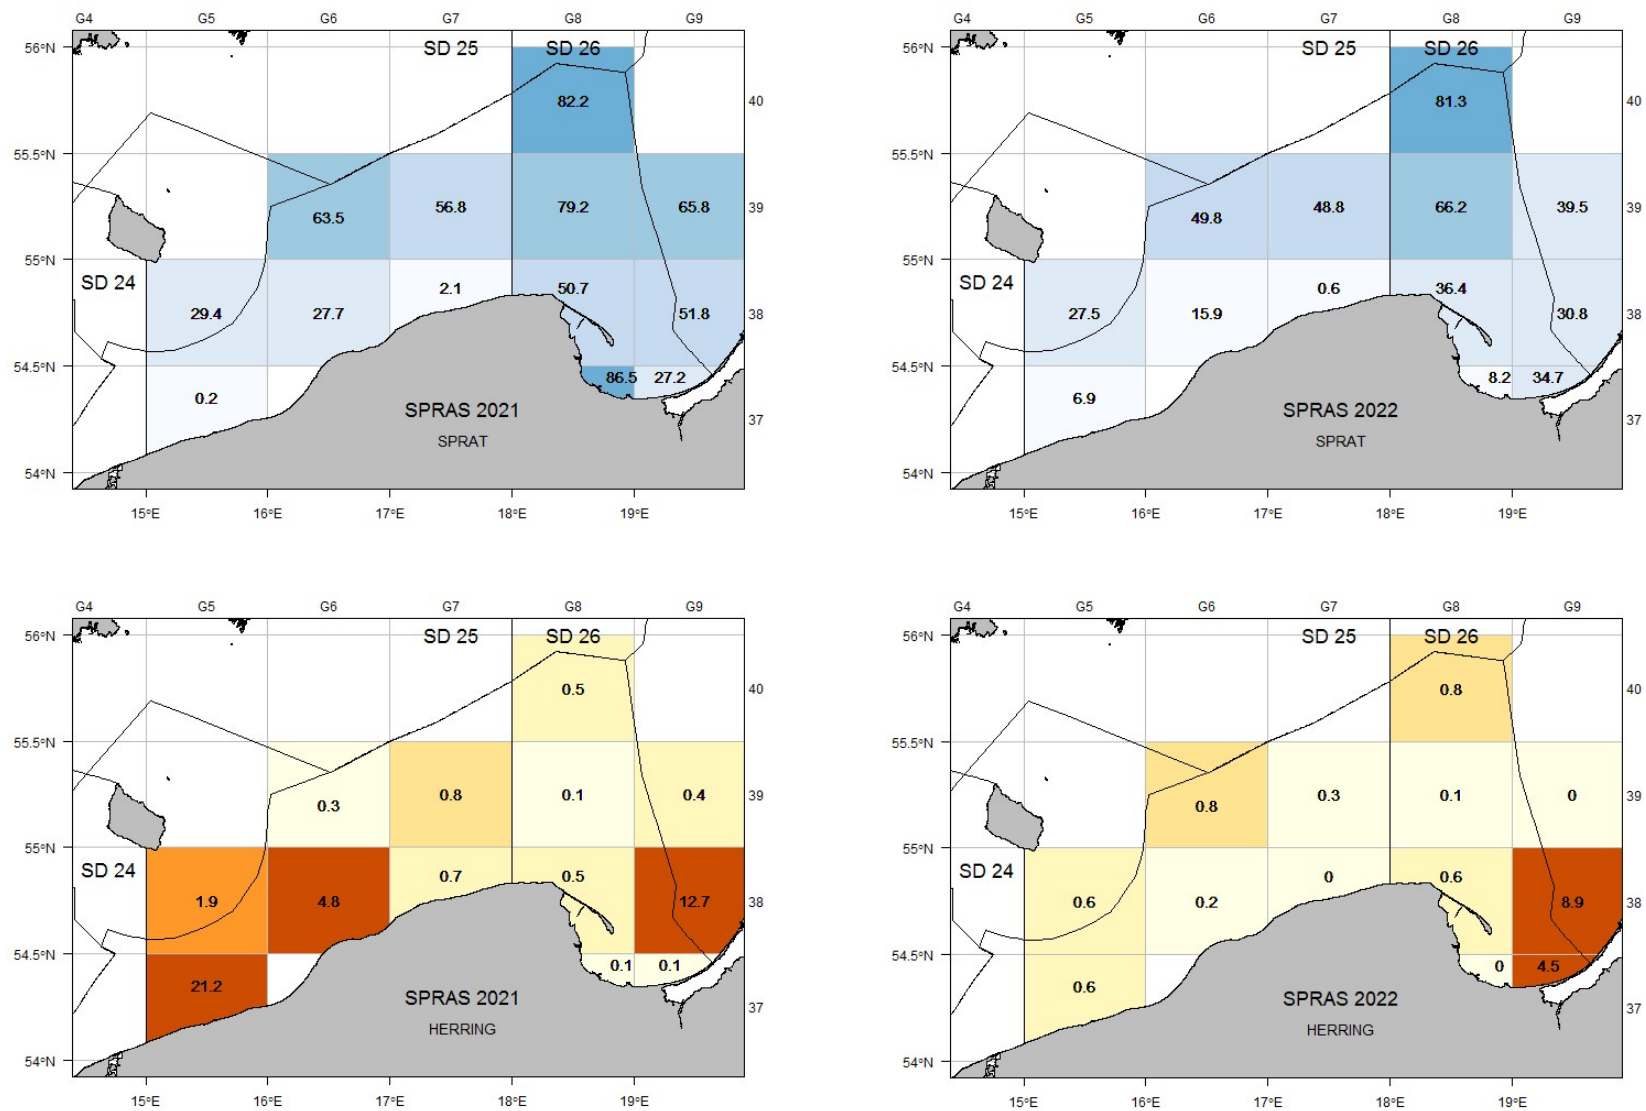 G4 G5 G6 G7 G8 G9
56°N SD 25 SD 26
82.2 40
55.5°N
63.5 56.8 79.2 65.8 39
55°N
SD 24 29.4 27.7 2.1 50.7 51.8 38
54.5°N
86.5 27.2
0.2 SPRAS 2021 37
SPRAT
54°N
15°E 16°E 17°E 18°E 19°E
G4 G5 G6 G7 G8 G9
56°N SD 25 SD 26
81.3 40
55.5°N
49.8 48.8 66.2 39.5 39
55°N
SD 24 27.5 15.9 0.6 36.4 30.8 38
54.5°N
8.2 34.7
6.9 SPRAS 2022 37
SPRAT
54°N
15°E 16°E 17°E 18°E 19°E
G4 G5 G6 G7 G8 G9
56°N SD 25 SD 26
0.5 40
55.5°N
0.3 0.8 0.1 0.4 39
55°N
SD 24 1.9 4.8 0.7 0.5 12.7 38
54.5°N
0.1 0.1
21.2 SPRAS 2021 37
HERRING
54°N
15°E 16°E 17°E 18°E 19°E
G4 G5 G6 G7 G8 G9
56°N SD 25 SD 26
0.8 40
55.5°N
0.8 0.3 0.1 0 39
55°N
SD 24 0.6 0.2 0 0.6 8.9 38
54.5°N
0 4.5
0.6 SPRAS 2022 37
HERRING
54°N
15°E 16°E 17°E 18°E 19°E